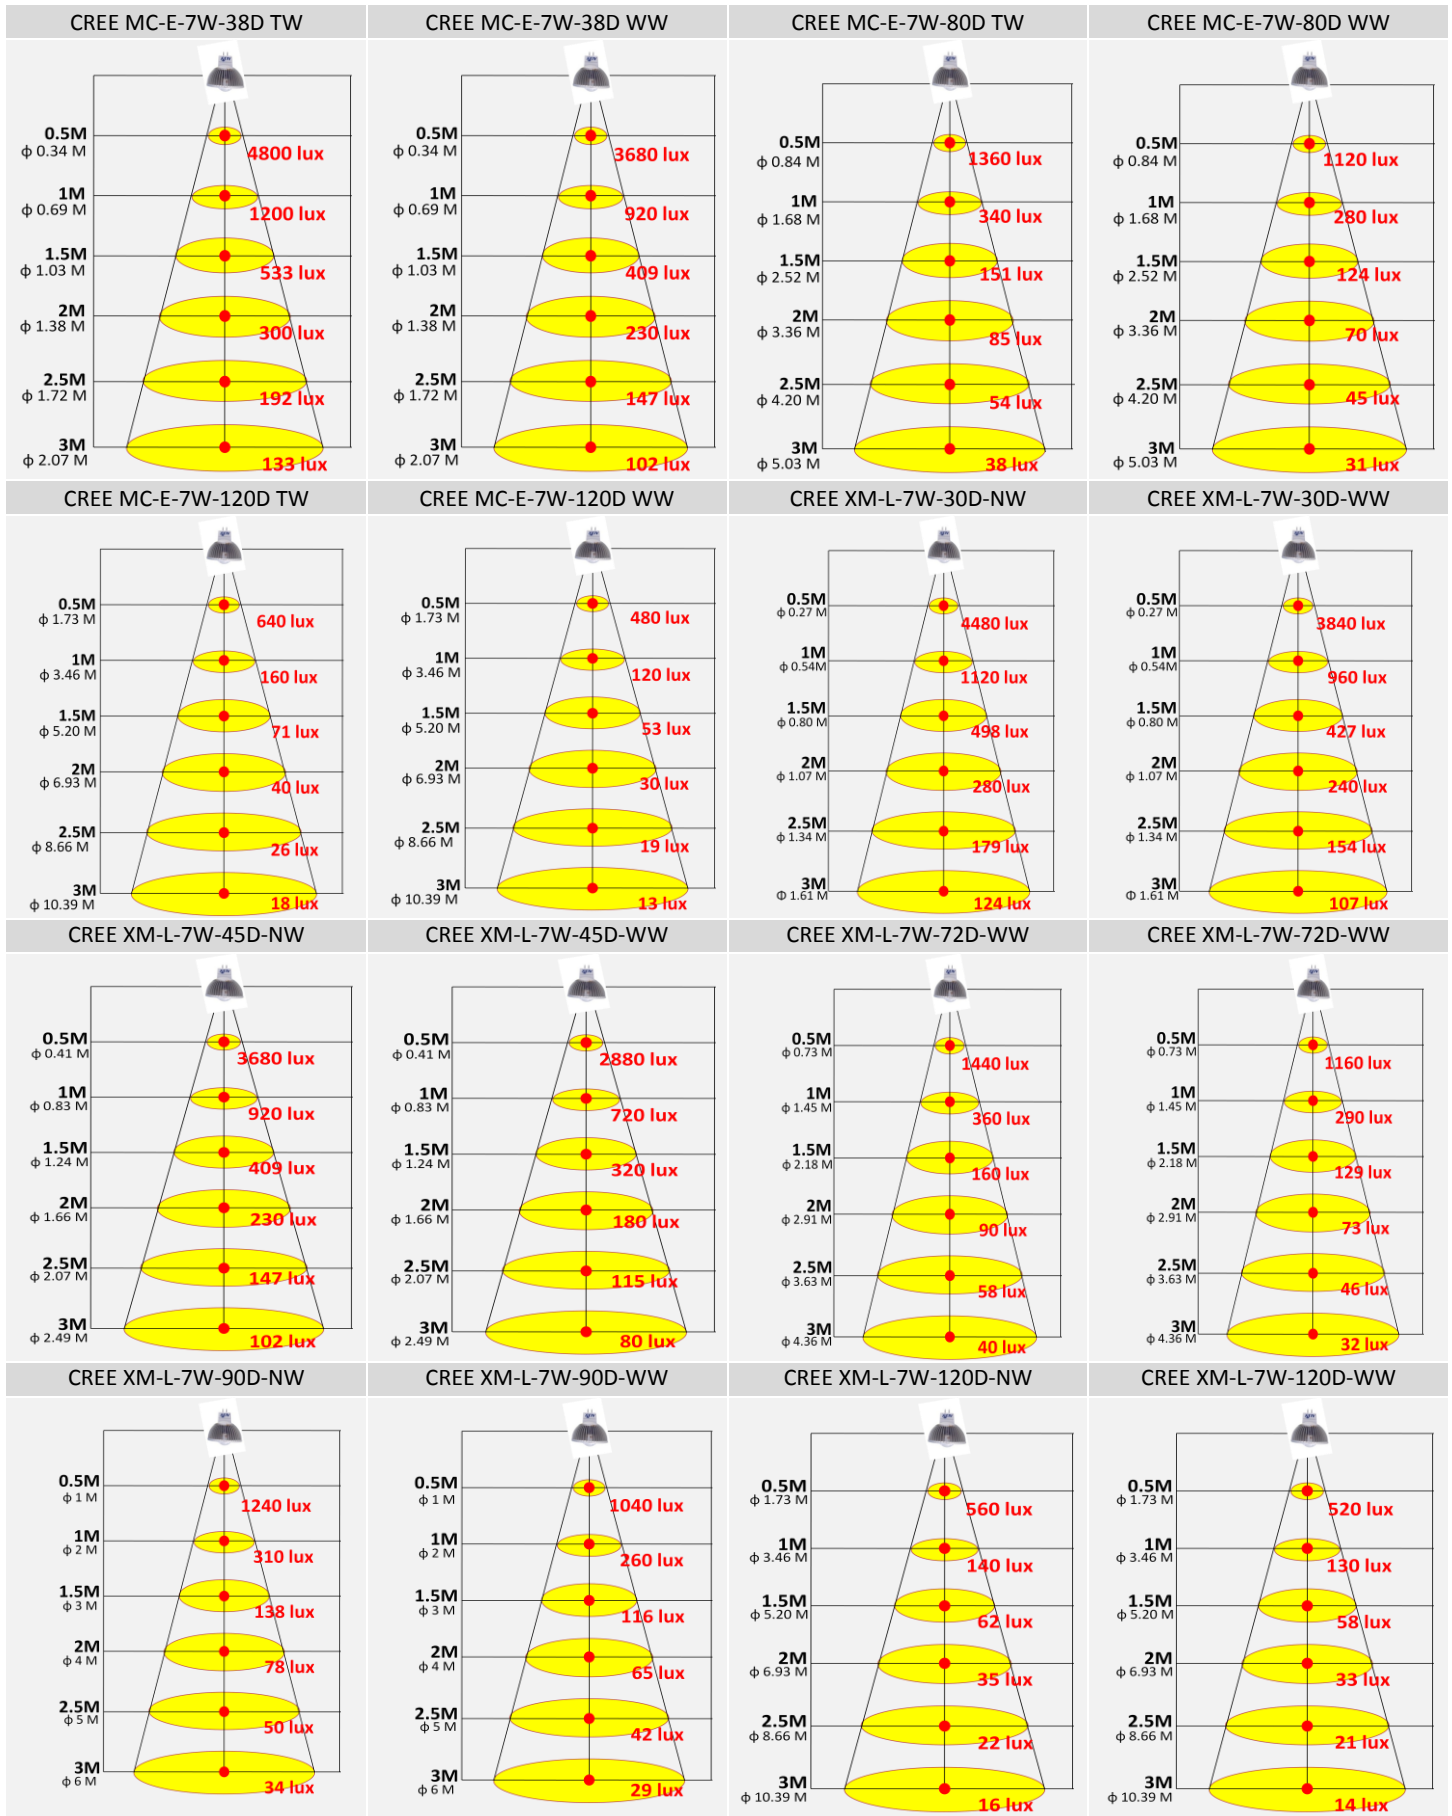 CREE MC-E-7W-38D TW
0.5M
ϕ 0.34 M
4800 lux
1M
ϕ 0.69 M
1200 lux
1.5M
ϕ 1.03 M
533 lux
2M
ϕ 1.38 M
300 lux
2.5M
ϕ 1.72 M
192 lux
3M
ϕ 2.07 M
133 lux
CREE MC-E-7W-38D WW
0.5M
ϕ 0.34 M
3680 lux
1M
ϕ 0.69 M
920 lux
1.5M
ϕ 1.03 M
409 lux
2M
ϕ 1.38 M
230 lux
2.5M
ϕ 1.72 M
147 lux
3M
ϕ 2.07 M
102 lux
CREE MC-E-7W-80D TW
0.5M
ϕ 0.84 M
1360 lux
1M
ϕ 1.68 M
340 lux
1.5M
ϕ 2.52 M
151 lux
2M
ϕ 3.36 M
85 lux
2.5M
ϕ 4.20 M
54 lux
3M
ϕ 5.03 M
38 lux
CREE MC-E-7W-80D WW
0.5M
ϕ 0.84 M
1120 lux
1M
ϕ 1.68 M
280 lux
1.5M
ϕ 2.52 M
124 lux
2M
ϕ 3.36 M
70 lux
2.5M
ϕ 4.20 M
45 lux
3M
ϕ 5.03 M
31 lux
CREE MC-E-7W-120D TW
0.5M
ϕ 1.73 M
640 lux
1M
ϕ 3.46 M
160 lux
1.5M
ϕ 5.20 M
71 lux
2M
ϕ 6.93 M
40 lux
2.5M
ϕ 8.66 M
26 lux
3M
ϕ 10.39 M
18 lux
CREE MC-E-7W-120D WW
0.5M
ϕ 1.73 M
480 lux
1M
ϕ 3.46 M
120 lux
1.5M
ϕ 5.20 M
53 lux
2M
ϕ 6.93 M
30 lux
2.5M
ϕ 8.66 M
19 lux
3M
ϕ 10.39 M
13 lux
CREE XM-L-7W-30D-NW
0.5M
ϕ 0.27 M
4480 lux
1M
ϕ 0.54M
1120 lux
1.5M
ϕ 0.80 M
498 lux
2M
ϕ 1.07 M
280 lux
2.5M
ϕ 1.34 M
179 lux
3M
ϕ 1.61 M
124 lux
CREE XM-L-7W-30D-WW
0.5M
ϕ 0.27 M
3840 lux
1M
ϕ 0.54M
960 lux
1.5M
ϕ 0.80 M
427 lux
2M
ϕ 1.07 M
240 lux
2.5M
ϕ 1.34 M
154 lux
3M
ϕ 1.61 M
107 lux
CREE XM-L-7W-45D-NW
0.5M
ϕ 0.41 M
3680 lux
1M
ϕ 0.83 M
920 lux
1.5M
ϕ 1.24 M
409 lux
2M
ϕ 1.66 M
230 lux
2.5M
ϕ 2.07 M
147 lux
3M
ϕ 2.49 M
102 lux
CREE XM-L-7W-45D-WW
0.5M
ϕ 0.41 M
2880 lux
1M
ϕ 0.83 M
720 lux
1.5M
ϕ 1.24 M
320 lux
2M
ϕ 1.66 M
180 lux
2.5M
ϕ 2.07 M
115 lux
3M
ϕ 2.49 M
80 lux
CREE XM-L-7W-72D-WW
0.5M
ϕ 0.73 M
1440 lux
1M
ϕ 1.45 M
360 lux
1.5M
ϕ 2.18 M
160 lux
2M
ϕ 2.91 M
90 lux
2.5M
ϕ 3.63 M
58 lux
3M
ϕ 4.36 M
40 lux
CREE XM-L-7W-72D-WW
0.5M
ϕ 0.73 M
1160 lux
1M
ϕ 1.45 M
290 lux
1.5M
ϕ 2.18 M
129 lux
2M
ϕ 2.91 M
73 lux
2.5M
ϕ 3.63 M
46 lux
3M
ϕ 4.36 M
32 lux
CREE XM-L-7W-90D-NW
0.5M
ϕ 1 M
1240 lux
1M
ϕ 2 M
310 lux
1.5M
ϕ 3 M
138 lux
2M
ϕ 4 M
78 lux
2.5M
ϕ 5 M
50 lux
3M
ϕ 6 M
34 lux
CREE XM-L-7W-90D-WW
0.5M
ϕ 1 M
1040 lux
1M
ϕ 2 M
260 lux
1.5M
ϕ 3 M
116 lux
2M
ϕ 4 M
65 lux
2.5M
ϕ 5 M
42 lux
3M
ϕ 6 M
29 lux
CREE XM-L-7W-120D-NW
0.5M
ϕ 1.73 M
560 lux
1M
ϕ 3.46 M
140 lux
1.5M
ϕ 5.20 M
62 lux
2M
ϕ 6.93 M
35 lux
2.5M
ϕ 8.66 M
22 lux
3M
ϕ 10.39 M
16 lux
CREE XM-L-7W-120D-WW
0.5M
ϕ 1.73 M
520 lux
1M
ϕ 3.46 M
130 lux
1.5M
ϕ 5.20 M
58 lux
2M
ϕ 6.93 M
33 lux
2.5M
ϕ 8.66 M
21 lux
3M
ϕ 10.39 M
14 lux